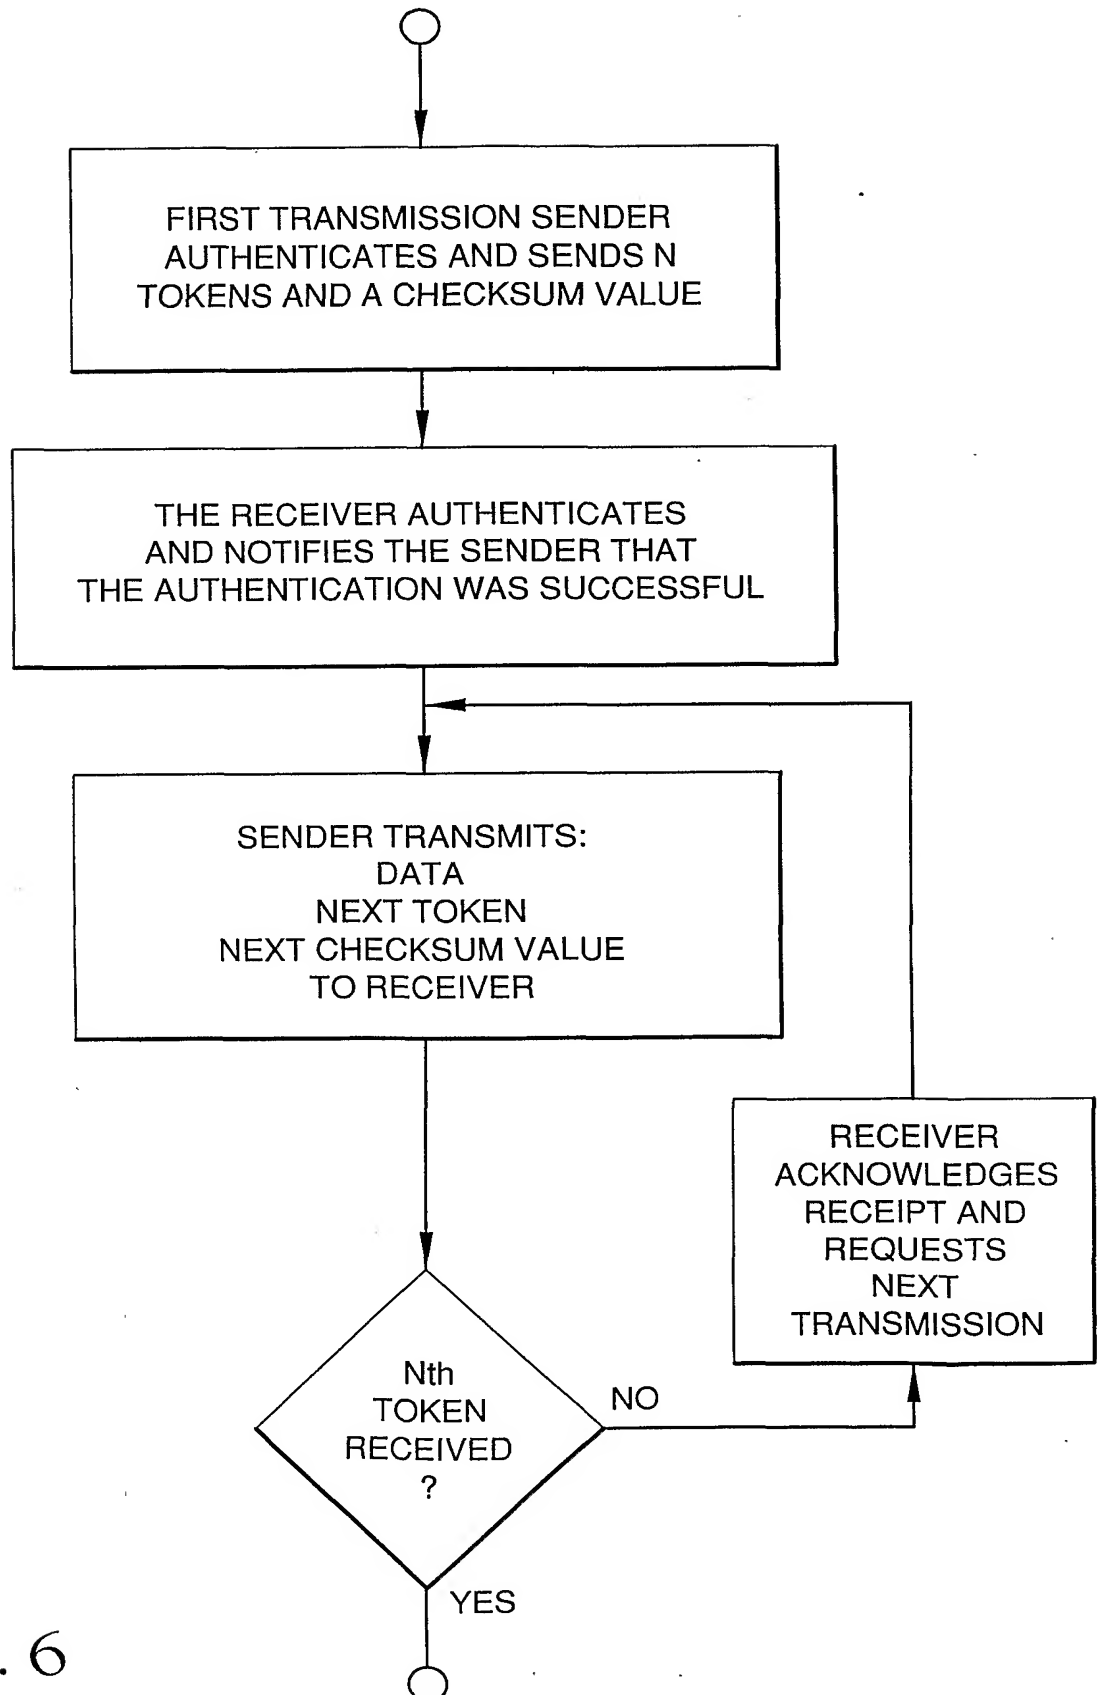 FIRST TRANSMISSION SENDER
AUTHENTICATES AND SENDS N
TOKENS AND A CHECKSUM VALUE
THE RECEIVER AUTHENTICATES
AND NOTIFIES THE SENDER THAT
THE AUTHENTICATION WAS SUCCESSFUL
SENDER TRANSMITS:
DATA
NEXT TOKEN
NEXT CHECKSUM VALUE
TO RECEIVER
RECEIVER
ACKNOWLEDGES
RECEIPT AND
REQUESTS
NEXT
TRANSMISSION
Nth
TOKEN
RECEIVED
?
NO
YES
. 6